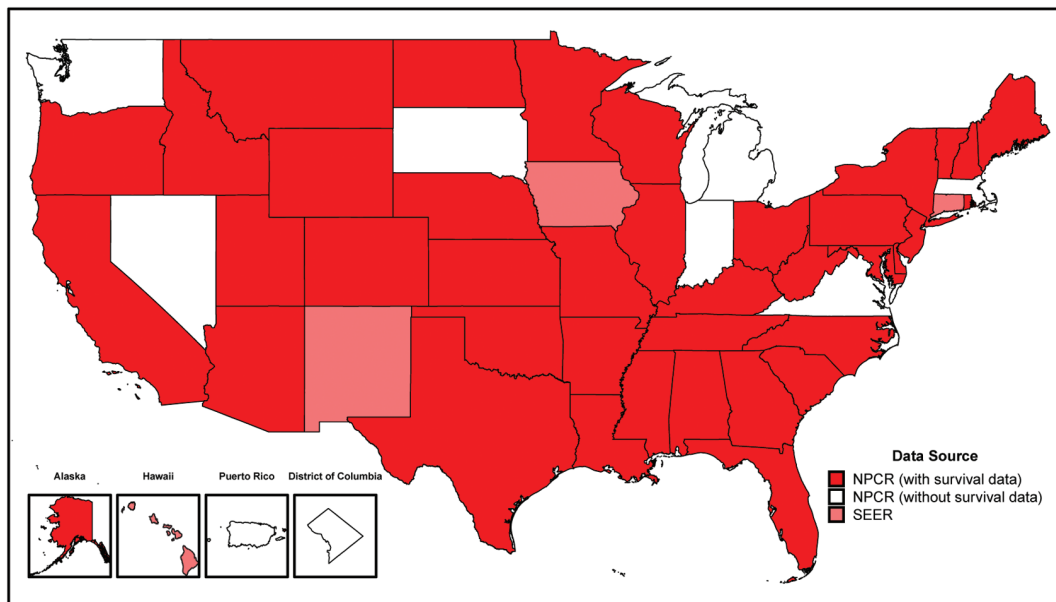 Alaska
Hawaii
Puerto Rico
District of Columbia
Data Source
NPCR (with survival data)
NPCR (without survival data)
SEER